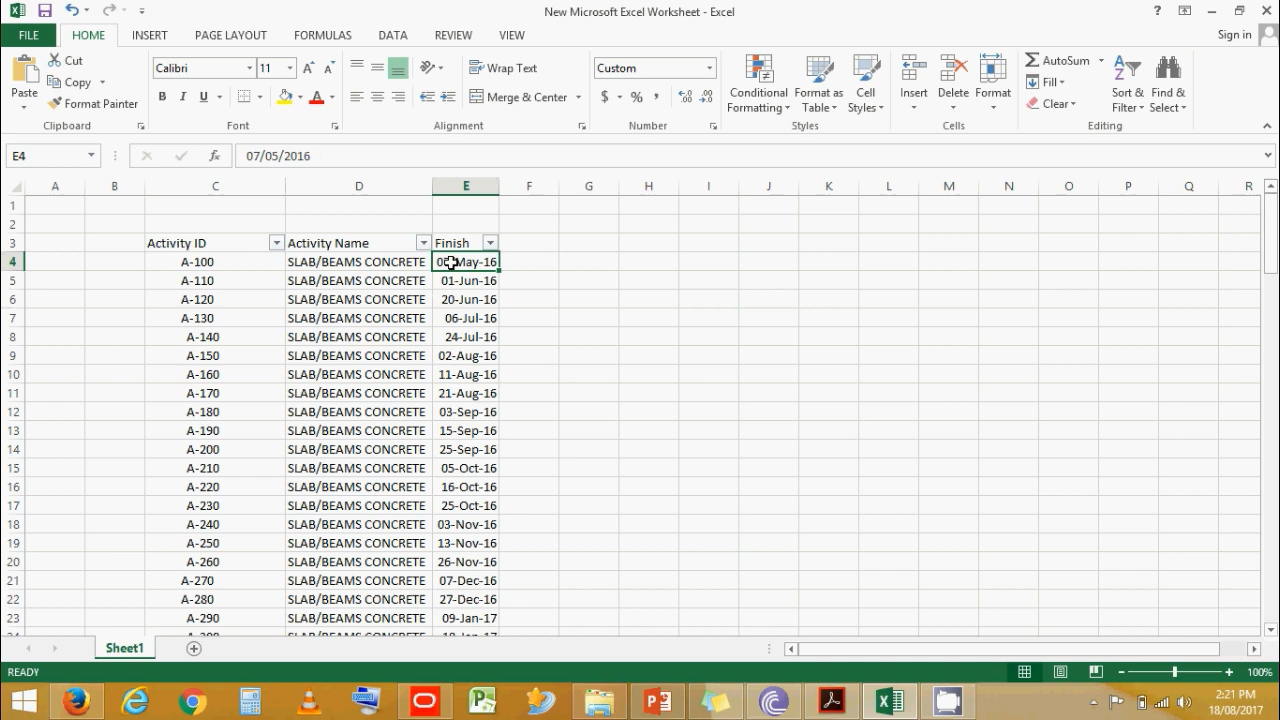 New Microsoft Excel Worksheet - Excel
?
FILE HOME INSERT PAGE LAYOUT FORMULAS DATA REVIEW VIEW Sign in
Paste
Cut
Copy
Format Painter
Clipboard
Calibri 11
B I U A
Font
Wrap Text
Merge & Center
Alignment
Custom
$ % ,
Number
Conditional Formatting
Format as Table
Cell Styles
Styles
Insert Delete Format
Cells
AutoSum
Fill
Clear
Sort & Filter
Find & Select
Editing
E4 fx 07/05/2016
A B C D E F G H I J K L M N O P Q R
1
2
3 Activity ID Activity Name Finish
4 A-100 SLAB/BEAMS CONCRETE May-16
5 A-110 SLAB/BEAMS CONCRETE 01-Jun-16
6 A-120 SLAB/BEAMS CONCRETE 20-Jun-16
7 A-130 SLAB/BEAMS CONCRETE 06-Jul-16
8 A-140 SLAB/BEAMS CONCRETE 24-Jul-16
9 A-150 SLAB/BEAMS CONCRETE 02-Aug-16
10 A-160 SLAB/BEAMS CONCRETE 11-Aug-16
11 A-170 SLAB/BEAMS CONCRETE 21-Aug-16
12 A-180 SLAB/BEAMS CONCRETE 03-Sep-16
13 A-190 SLAB/BEAMS CONCRETE 15-Sep-16
14 A-200 SLAB/BEAMS CONCRETE 25-Sep-16
15 A-210 SLAB/BEAMS CONCRETE 05-Oct-16
16 A-220 SLAB/BEAMS CONCRETE 16-Oct-16
17 A-230 SLAB/BEAMS CONCRETE 25-Oct-16
18 A-240 SLAB/BEAMS CONCRETE 03-Nov-16
19 A-250 SLAB/BEAMS CONCRETE 13-Nov-16
20 A-260 SLAB/BEAMS CONCRETE 26-Nov-16
21 A-270 SLAB/BEAMS CONCRETE 07-Dec-16
22 A-280 SLAB/BEAMS CONCRETE 27-Dec-16
23 A-290 SLAB/BEAMS CONCRETE 09-Jan-17
Sheet1
READY 100%
2:21 PM
18/08/2017